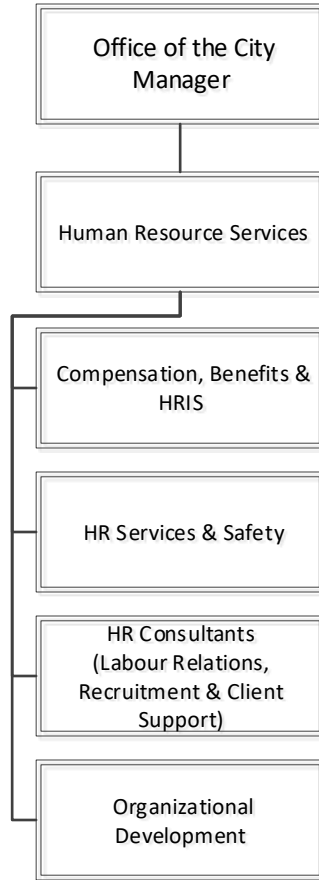 Office of the City
Manager
Human Resource Services
Compensation, Benefits &
HRIS
HR Services & Safety
HR Consultants
(Labour Relations,
Recruitment & Client
Support)
Organizational
Development